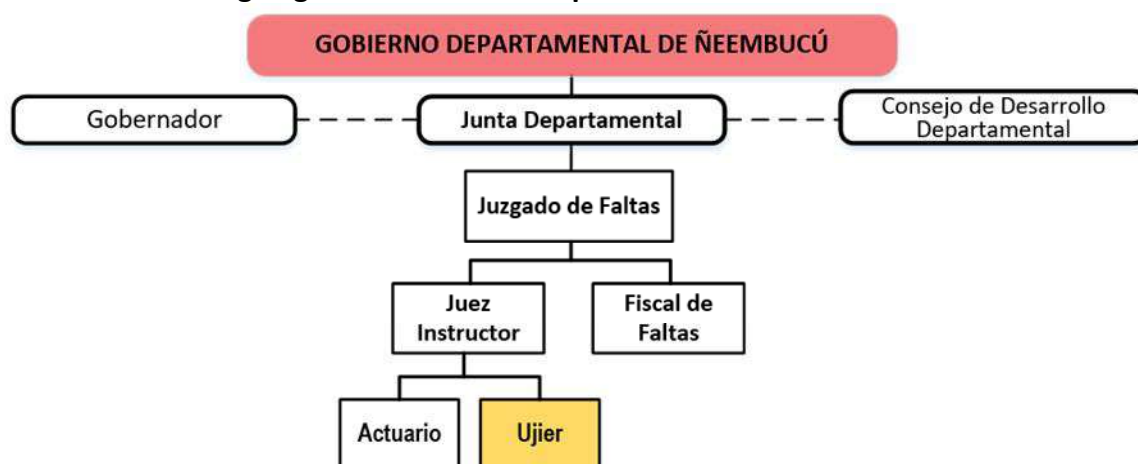 GOBIERNO DEPARTAMENTAL DE ÑEEMBUCÚ
Gobernador
Junta Departamental
Consejo de Desarrollo
Departamental
Juzgado de Faltas
Juez
Instructor
Fiscal de
Faltas
Actuario
Ujier